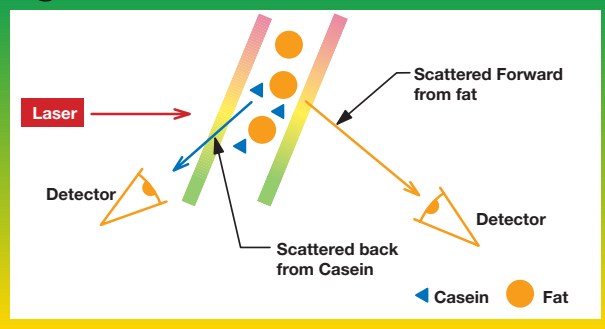 Scattered Forward
from fat
Laser
Detector
Detector
Scattered back
from Casein
Casein
Fat